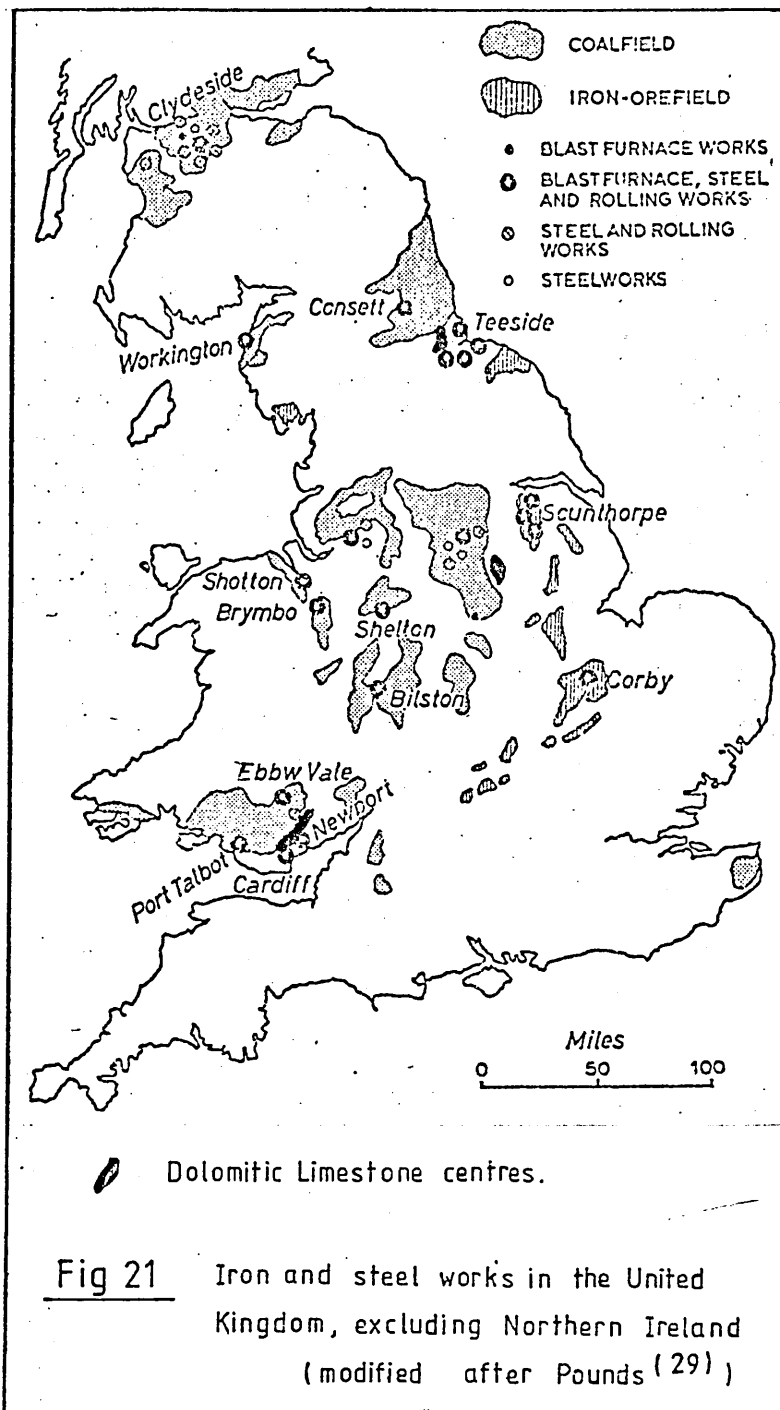 COALFIELD
IRON-OREFIELD
BLAST FURNACE WORKS
BLAST FURNACE, STEEL
AND ROLLING WORKS
STEEL AND ROLLING
WORKS
STEELWORKS
Clydeside
Consett
Teeside
Workington
Scunthorpe
Shotton
Brymbo
Shelton
Bilston
Corby
Ebbw Vale
Newport
Port Talbot
Cardiff
Miles
0 50 100
Dolomitic Limestone centres.
Fig 21 Iron and steel works in the United
Kingdom, excluding Northern Ireland
(modified after Pounds (29))